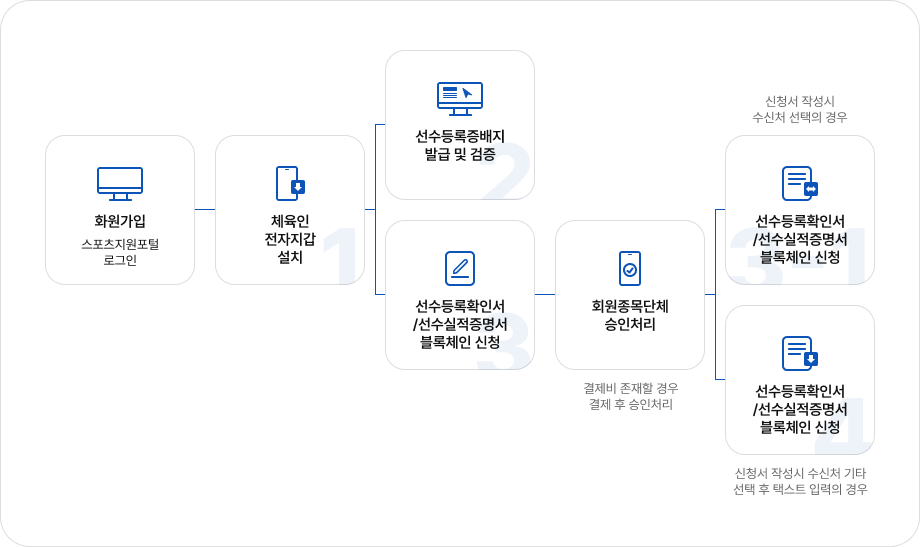 화원가입
스포츠지원포털
로그인
1
체육인
전자지갑
설치
2
선수등록증배지
발급 및 검증
3
선수등록확인서
/선수실적증명서
블록체인 신청
회원종목단체
승인처리
결제비 존재할 경우
결제 후 승인처리
신청서 작성시
수신처 선택의 경우
3-1
선수등록확인서
/선수실적증명서
블록체인 신청
4
선수등록확인서
/선수실적증명서
블록체인 신청
신청서 작성시 수신처 기타
선택 후 택스트 입력의 경우